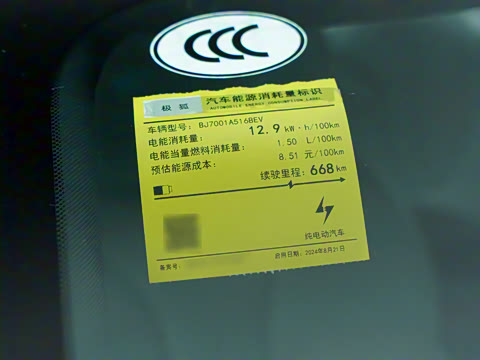 CCC
极狐 汽车能源消耗量标识
AUTOMOBILE ENERGY CONSUMPTION LABEL
车辆型号: BJ7001A516BEV
电能消耗量: 12.9 kW·h/100km
电能当量燃料消耗量: 1.50 L/100km
预估能源成本: 8.51 元/100km
续驶里程: 668 km
纯电动汽车
备案号:
启用日期: 2024年8月21日